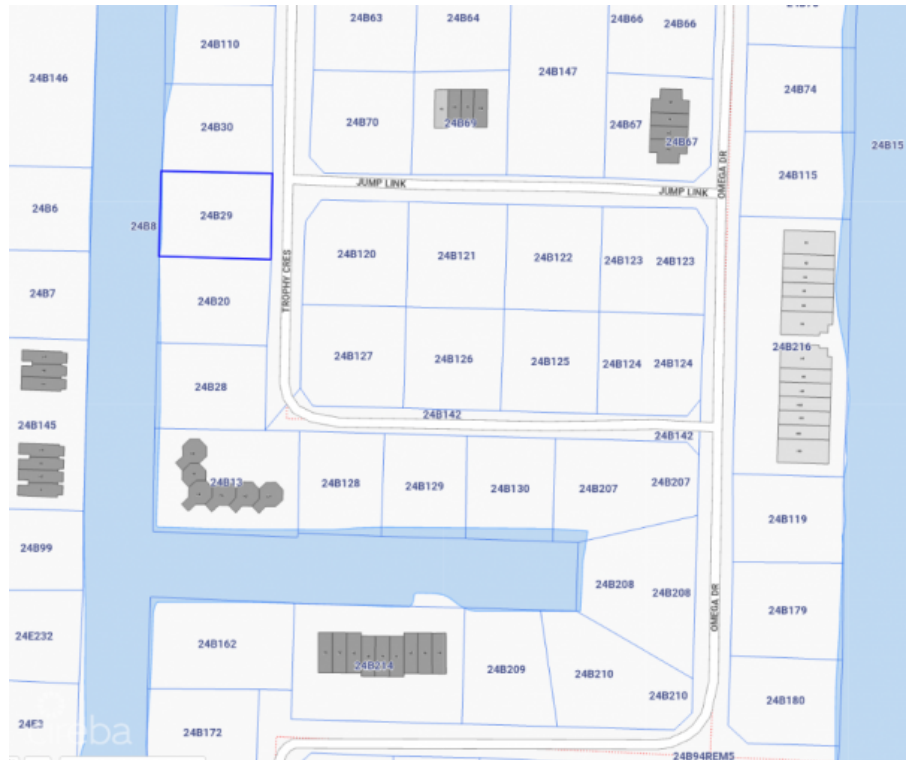 24B63
24B64
24B66
24B66
24B110
24B146
24B147
24B74
24B30
24B70
24B69
24B67
24B67
24B15
24B115
JUMP LINK
JUMP LINK
OMEGA DR
24B6
24B29
24B8
24B120
24B121
24B122
24B123
24B123
TROPHY CRES
24B7
24B20
24B216
24B127
24B126
24B125
24B124
24B124
24B28
24B142
24B142
24B145
24B13
24B128
24B129
24B130
24B207
24B207
24B119
24B99
24B208
24B208
OMEGA DR
24B179
24E232
24B162
24B214
24B209
24B210
24B210
24B180
24E3
24B172
24B94REM5